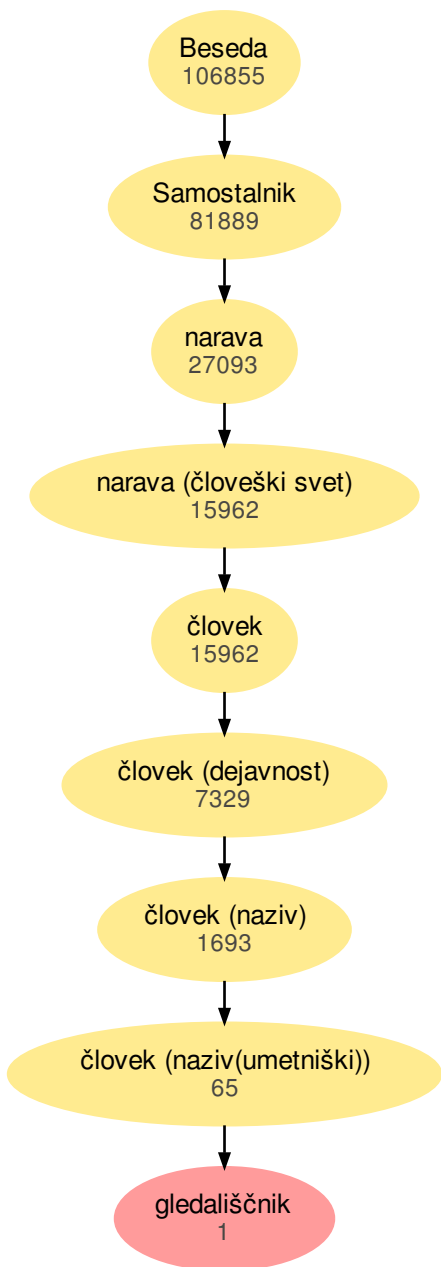 Beseda
106855
Samostalnik
81889
narava
27093
narava (človeški svet)
15962
človek
15962
človek (dejavnost)
7329
človek (naziv)
1693
človek (naziv(umetniški))
65
gledališčnik
1